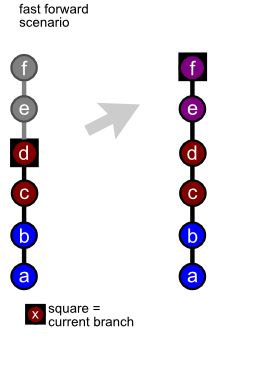 fast forward
scenario
f f
e e
d d
c c
b b
a a
x square =
current branch